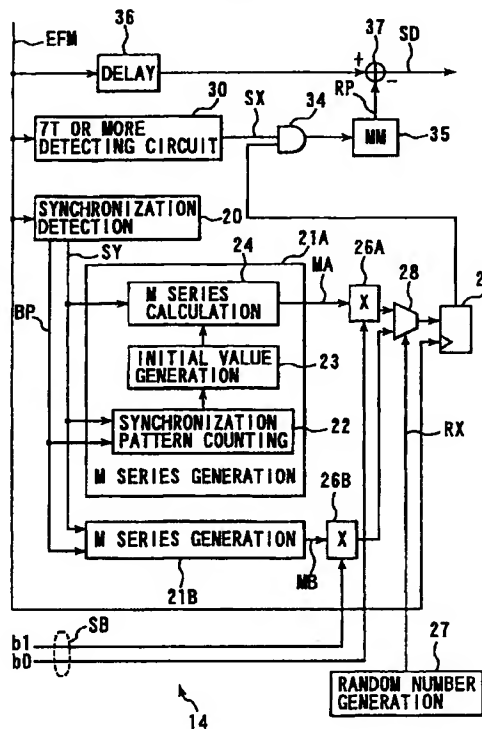 EFM
36
DELAY
+
37
-
SD
RP
30
7T OR MORE
DETECTING CIRCUIT
SX
34
MM
35
SYNCHRONIZATION
DETECTION
20
SY
BP
21A
24
M SERIES
CALCULATION
MA
26A
X
28
INITIAL VALUE
GENERATION
23
SYNCHRONIZATION
PATTERN COUNTING
22
M SERIES GENERATION
RX
26B
X
M SERIES GENERATION
MB
21B
SB
b1
b0
27
RANDOM NUMBER
GENERATION
14